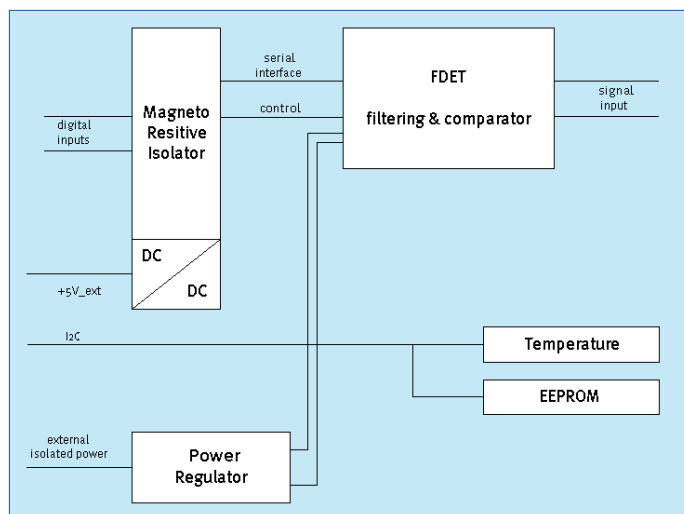 serial
interface
FDET
filtering & comparator
signal
input
Magneto
Resitive
Isolator
control
digital
inputs
DC
DC
+5V_ext
I2C
Temperature
EEPROM
external
isolated power
Power
Regulator